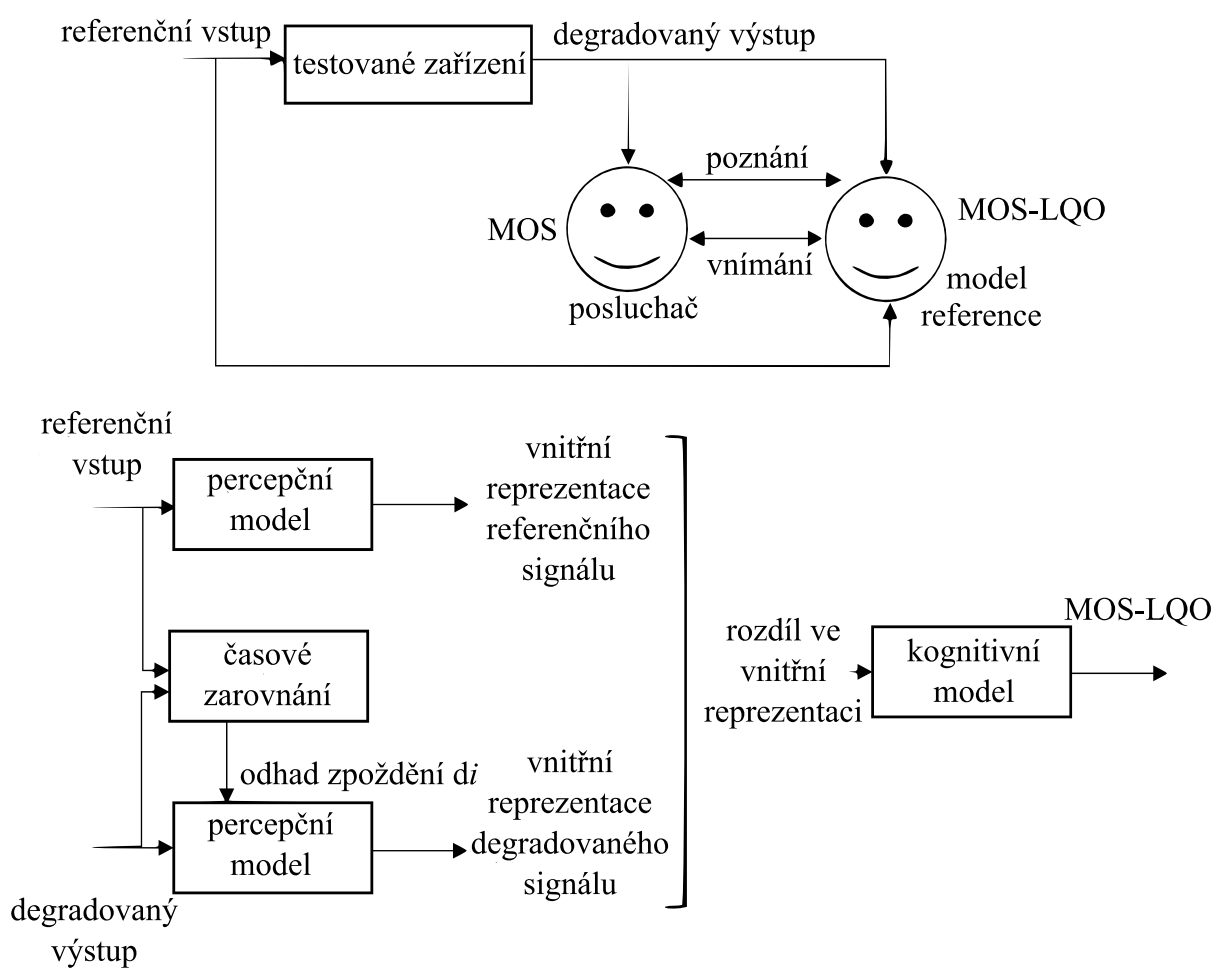 referenční vstup
testované zařízení
degradovaný výstup
poznání
MOS
MOS-LQO
vnímání
posluchač
model
reference
referenční
vstup
percepční
model
vnitřní
reprezentace
referenčního
signálu
časové
zarovnání
odhad zpoždění di
percepční
model
vnitřní
reprezentace
degradovaného
signálu
degradovaný
výstup
rozdíl ve
vnitřní
reprezentaci
kognitivní
model
MOS-LQO